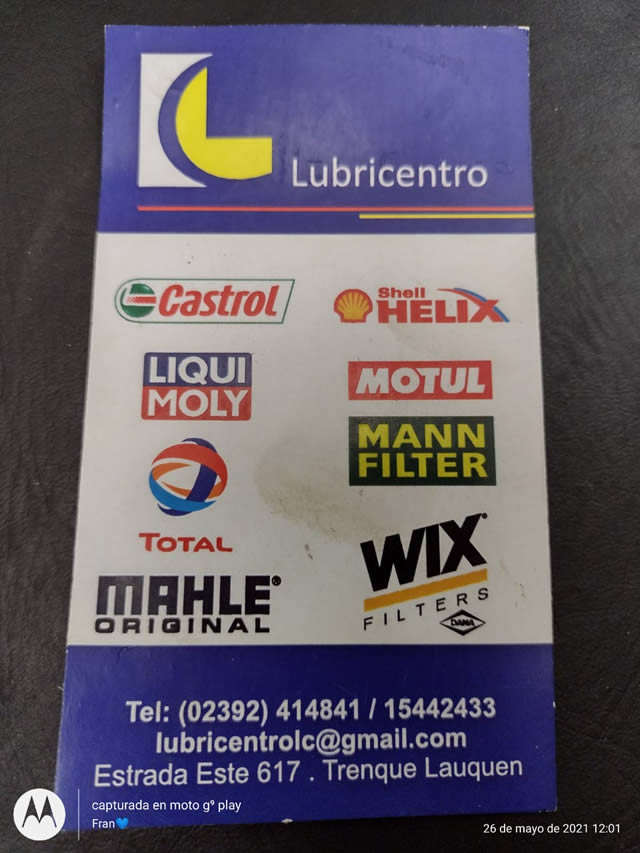 Lubricentro
Castrol
Shell
HELIX
LIQUI
MOLY
MOTUL
MANN
FILTER
TOTAL
WIX
FILTERS
DANA
MAHLE®
ORIGINAL
Tel: (02392) 414841 / 15442433
lubricentrolc@gmail.com
Estrada Este 617 . Trenque Lauquen
capturada en moto g⁹ play
Fran💙
26 de mayo de 2021 12:01